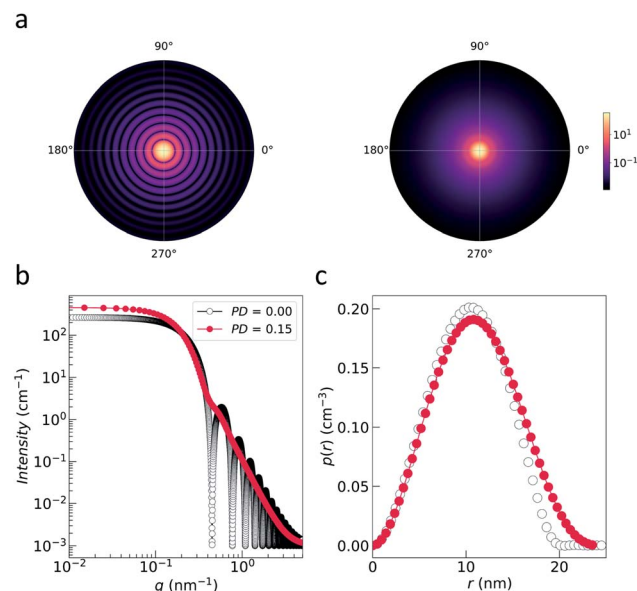 a
90°
180°
0°
270°
90°
180°
0°
270°
10¹
10⁻¹
b
Intensity (cm⁻¹)
10²
10¹
10⁰
10⁻¹
10⁻²
10⁻³
PD = 0.00
PD = 0.15
10⁻² 10⁻¹ 10⁰
q (nm⁻¹)
c
p(r) (cm⁻³)
0.20
0.15
0.10
0.05
0.00
0 10 20
r (nm)